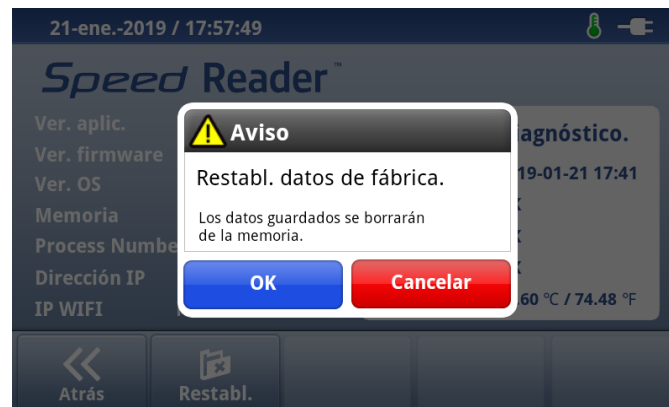 21-ene.-2019 / 17:57:49
Speed Reader™
Ver. aplic.
Ver. firmware
Ver. OS
Memoria
Process Numbe
Dirección IP
IP WIFI
Aviso
Restabl. datos de fábrica.
Los datos guardados se borrarán
de la memoria.
OK
Cancelar
agnóstico.
19-01-21 17:41
.60 °C / 74.48 °F
Atrás
Restabl.